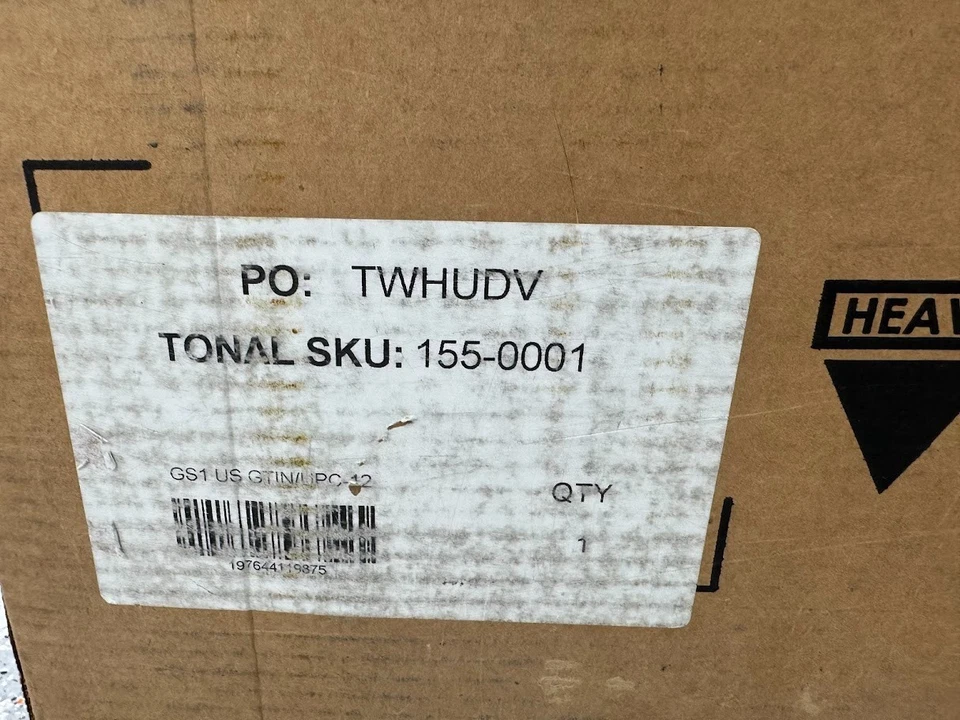 PO: TWHUDV
TONAL SKU: 155-0001
HEAV
GS1 US GTIN/UPC-12
QTY
1